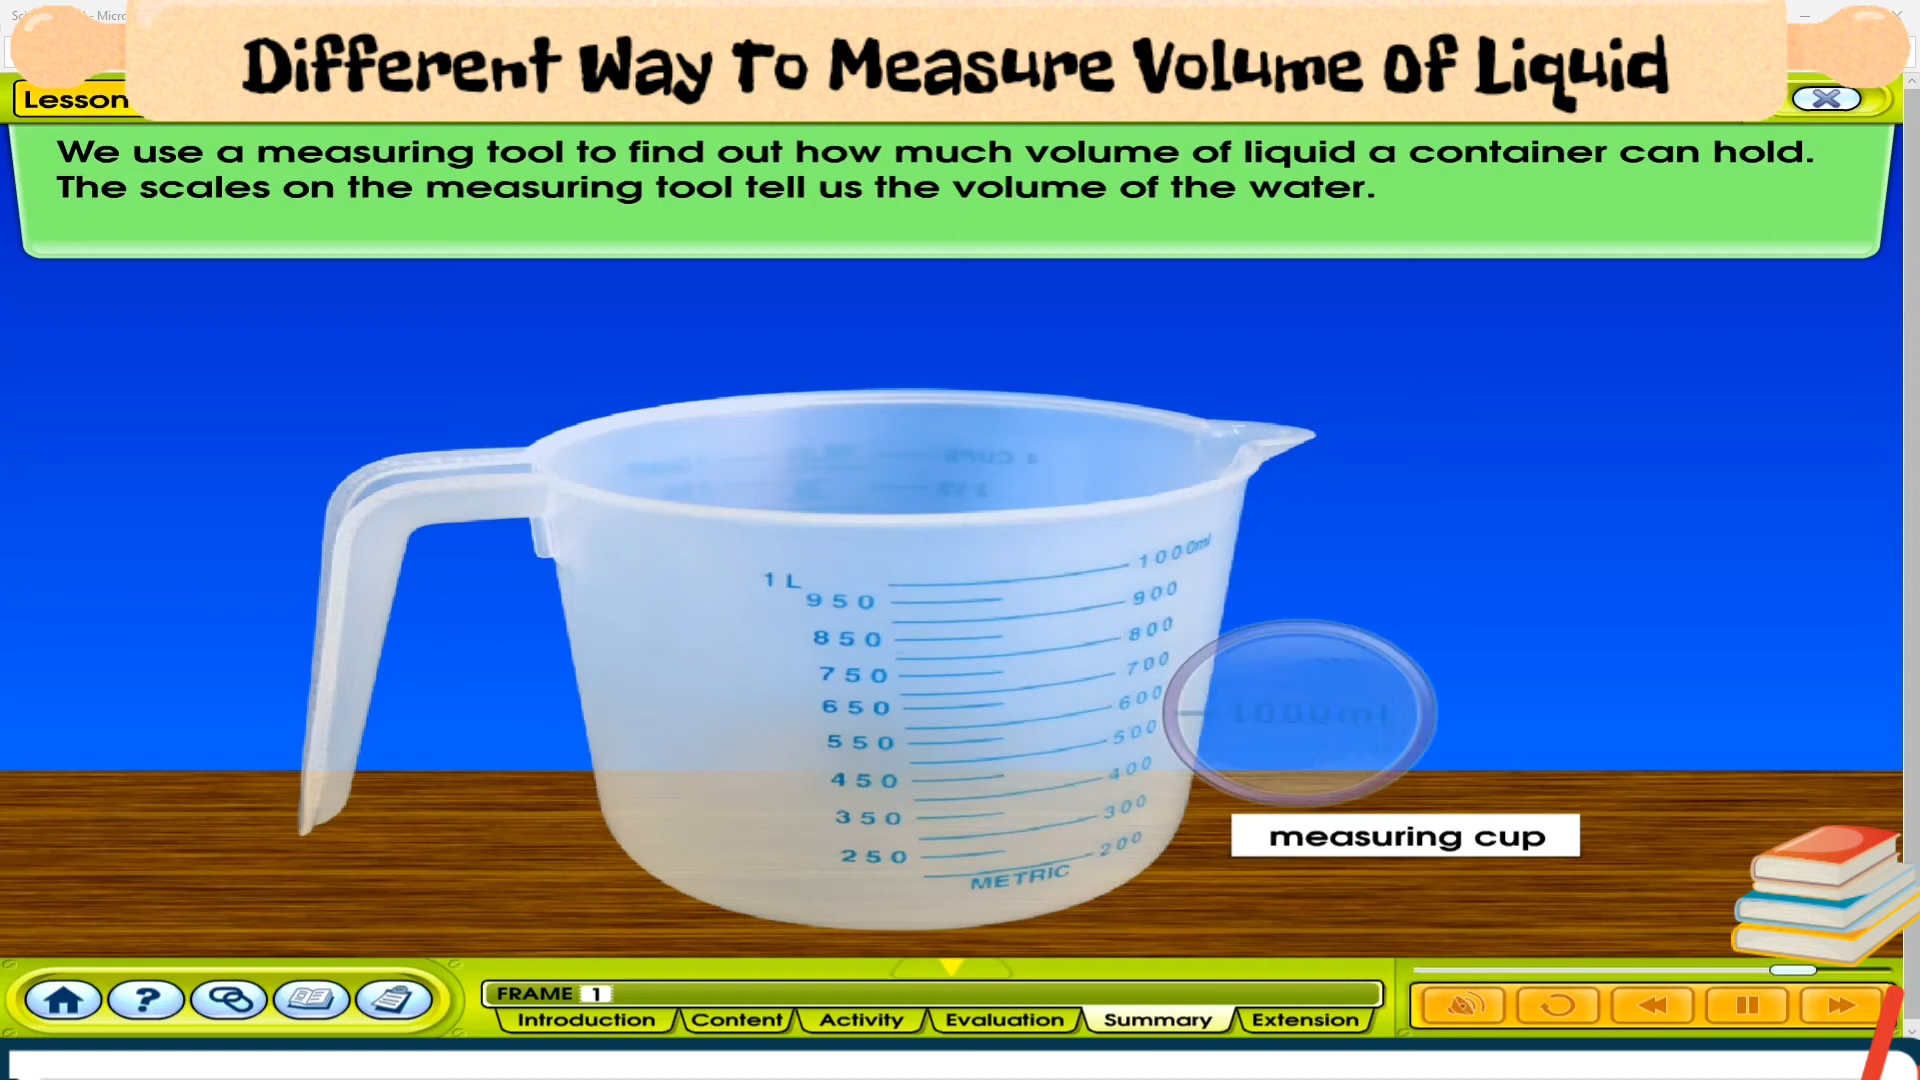 Different Way To Measure Volume Of Liquid
Lesson
We use a measuring tool to find out how much volume of liquid a container can hold.
The scales on the measuring tool tell us the volume of the water.
4 CUPS
1000ml
1 L
950
900
850
800
750
700
650
600
550
500
450
400
350
300
250
200
METRIC
1000ml
measuring cup
FRAME 1
Introduction Content Activity Evaluation Summary Extension